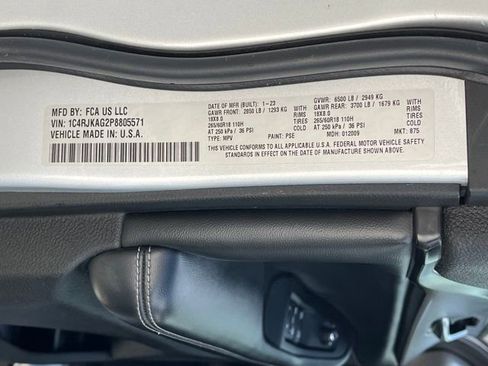 MFD BY: FCA US LLC
VIN: 1C4RJKAG2P8805571
VEHICLE MADE IN: U.S.A.
DATE OF MFR (BUILT): 1-23
GAWR FRONT: 2850 LB / 1293 KG
18X8.0
265/60R18 110H
AT 250 kPa / 36 PSI
TYPE: MPV
WITH
TIRES
RIMS
COLD
PAINT: PSE
MDH: 012009
GVWR: 6500 LB / 2949 KG
GAWR REAR: 3700 LB / 1679 KG
18X8.0
265/60R18 110H
AT 250 kPa / 36 PSI
WITH
TIRES
RIMS
COLD
MKT: 875
THIS VEHICLE CONFORMS TO ALL APPLICABLE U.S.A. FEDERAL MOTOR VEHICLE SAFETY
STANDARDS IN EFFECT ON THE DATE OF MANUFACTURE SHOWN ABOVE